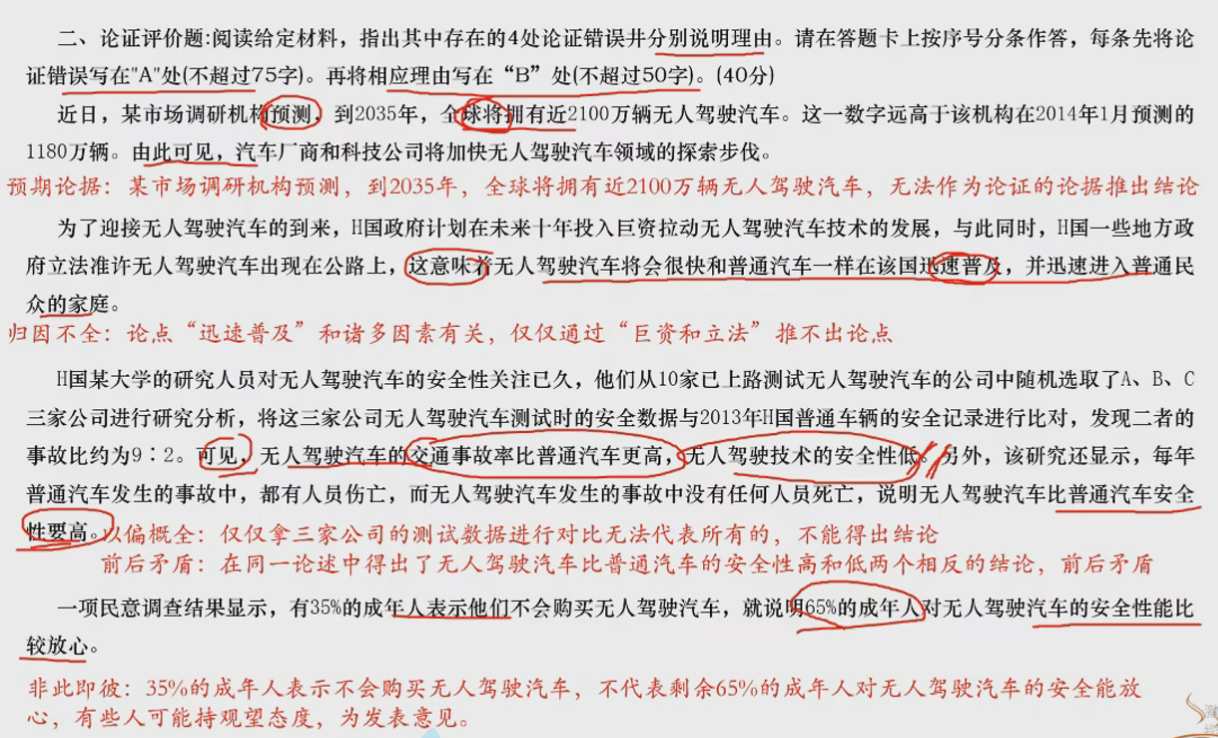 二、论证评价题:阅读给定材料，指出其中存在的4处论证错误并分别说明理由。请在答题卡上按序号分条作答，每条先将论
证错误写在"A"处(不超过75字)。再将相应理由写在“B”处(不超过50字)。(40分)
近日，某市场调研机构预测，到2035年，全球将拥有近2100万辆无人驾驶汽车。这一数字远高于该机构在2014年1月预测的
1180万辆。由此可见，汽车厂商和科技公司将加快无人驾驶汽车领域的探索步伐。
预期论据：某市场调研机构预测，到2035年，全球将拥有近2100万辆无人驾驶汽车，无法作为论证的论据推出结论
为了迎接无人驾驶汽车的到来，H国政府计划在未来十年投入巨资拉动无人驾驶汽车技术的发展，与此同时，H国一些地方政
府立法准许无人驾驶汽车出现在公路上，这意味着无人驾驶汽车将会很快和普通汽车一样在该国迅速普及，并迅速进入普通民
众的家庭。
归因不全：论点“迅速普及”和诸多因素有关，仅仅通过“巨资和立法”推不出论点
H国某大学的研究人员对无人驾驶汽车的安全性关注已久，他们从10家已上路测试无人驾驶汽车的公司中随机选取了A、B、C
三家公司进行研究分析，将这三家公司无人驾驶汽车测试时的安全数据与2013年H国普通车辆的安全记录进行比对，发现二者的
事故比约为9∶2。可见，无人驾驶汽车的交通事故率比普通汽车更高，无人驾驶技术的安全性低。另外，该研究还显示，每年
普通汽车发生的事故中，都有人员伤亡，而无人驾驶汽车发生的事故中没有任何人员死亡，说明无人驾驶汽车比普通汽车安全
性要高。以偏概全：仅仅拿三家公司的测试数据进行对比无法代表所有的，不能得出结论
前后矛盾：在同一论述中得出了无人驾驶汽车比普通汽车的安全性高和低两个相反的结论，前后矛盾
一项民意调查结果显示，有35%的成年人表示他们不会购买无人驾驶汽车，就说明65%的成年人对无人驾驶汽车的安全性能比
较放心。
非此即彼：35%的成年人表示不会购买无人驾驶汽车，不代表剩余65%的成年人对无人驾驶汽车的安全能放
心，有些人可能持观望态度，为发表意见。